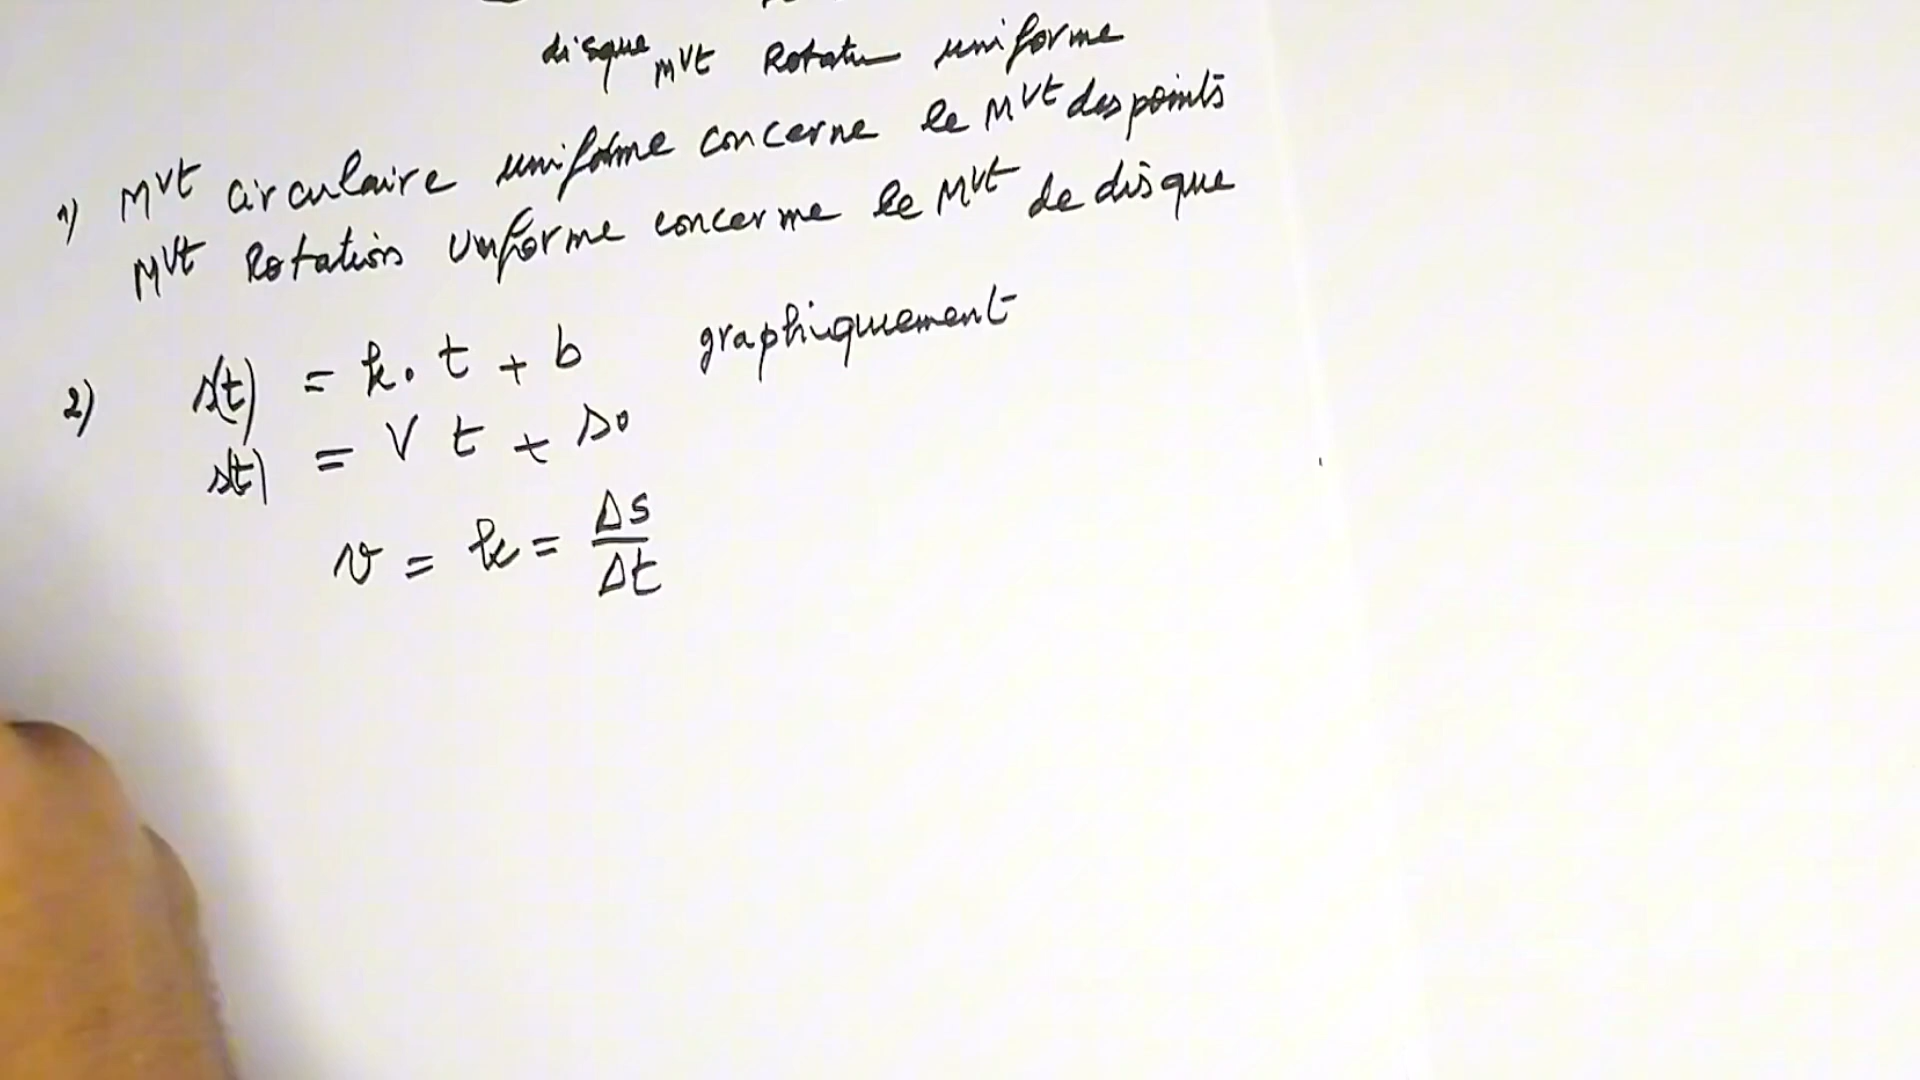 disque Mvt Rotatn uniforme
1) Mvt circulaire uniforme concerne le Mvt des points
Mvt Rotation Uniforme concerne le Mvt de disque
2) s(t) = k. t + b graphiquement
s(t) = V t + s0
v = k = Δs/Δt